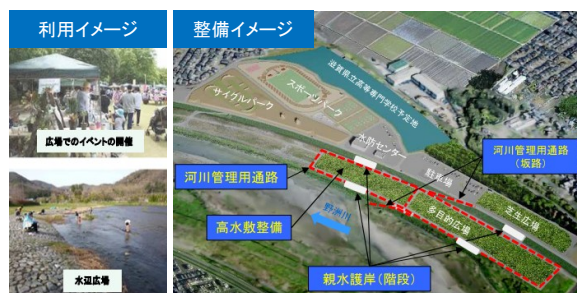 利用イメージ
広場でのイベントの開催
水辺広場
整備イメージ
滋賀県立高等専門学校予定地
スポーツパーク
サイクルパーク
水防センター
河川管理用通路
(坂路)
駐車場
河川管理用通路
芝生広場
多目的広場
高水敷整備
野洲川
親水護岸(階段)